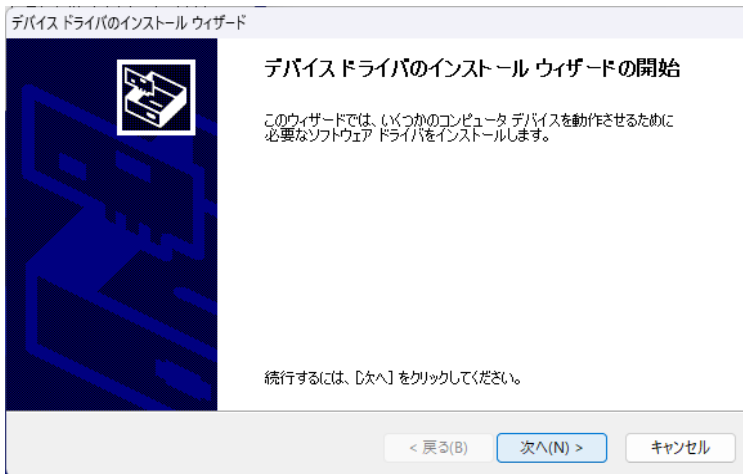 デバイス ドライバのインストール ウィザード
デバイス ドライバのインストール ウィザードの開始
このウィザードでは、いくつかのコンピュータ デバイスを動作させるために
必要なソフトウェア ドライバをインストールします。
続行するには、[次へ] をクリックしてください。
< 戻る(B)
次へ(N) >
キャンセル